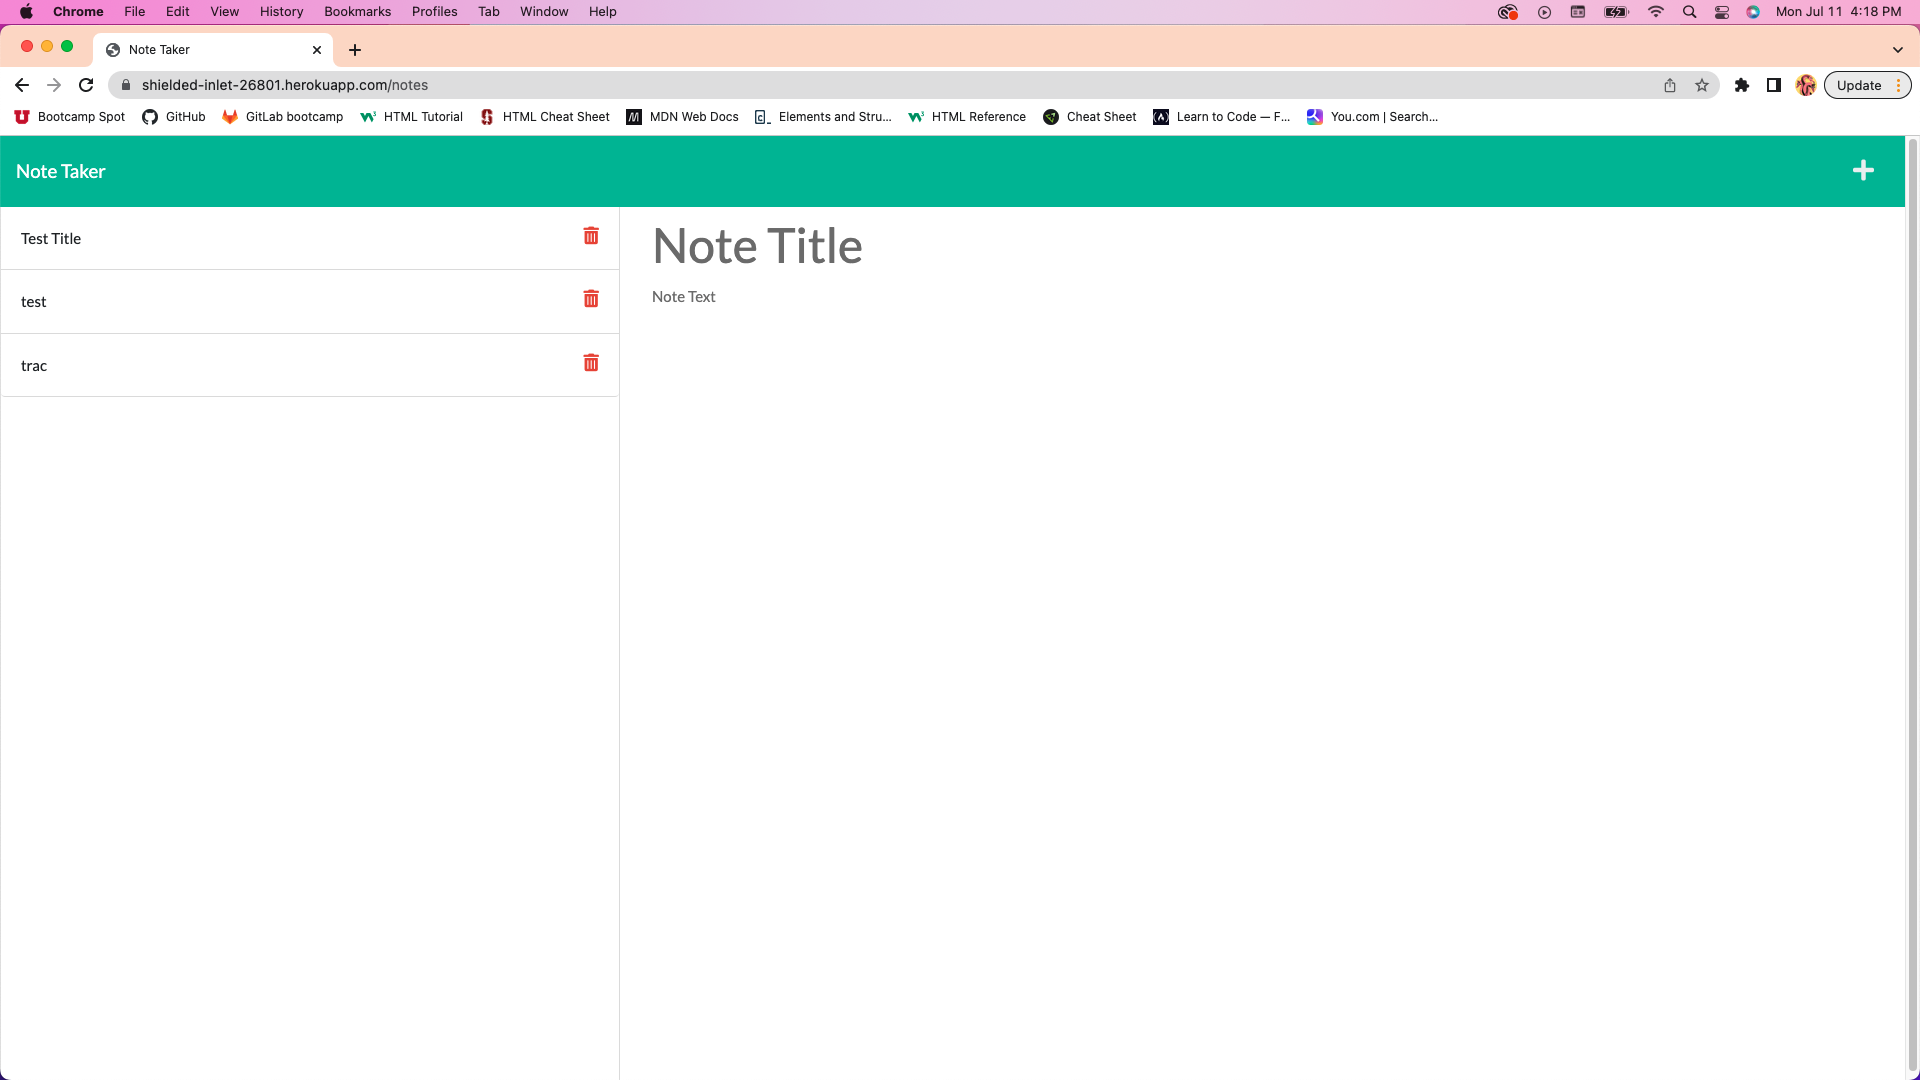 Chrome File Edit View History Bookmarks Profiles Tab Window Help Mon Jul 11 4:18 PM
Note Taker
shielded-inlet-26801.herokuapp.com/notes Update
Bootcamp Spot GitHub GitLab bootcamp HTML Tutorial HTML Cheat Sheet MDN Web Docs Elements and Stru... HTML Reference Cheat Sheet Learn to Code — F... You.com | Search...
Note Taker
Test Title
test
trac
Note Title
Note Text